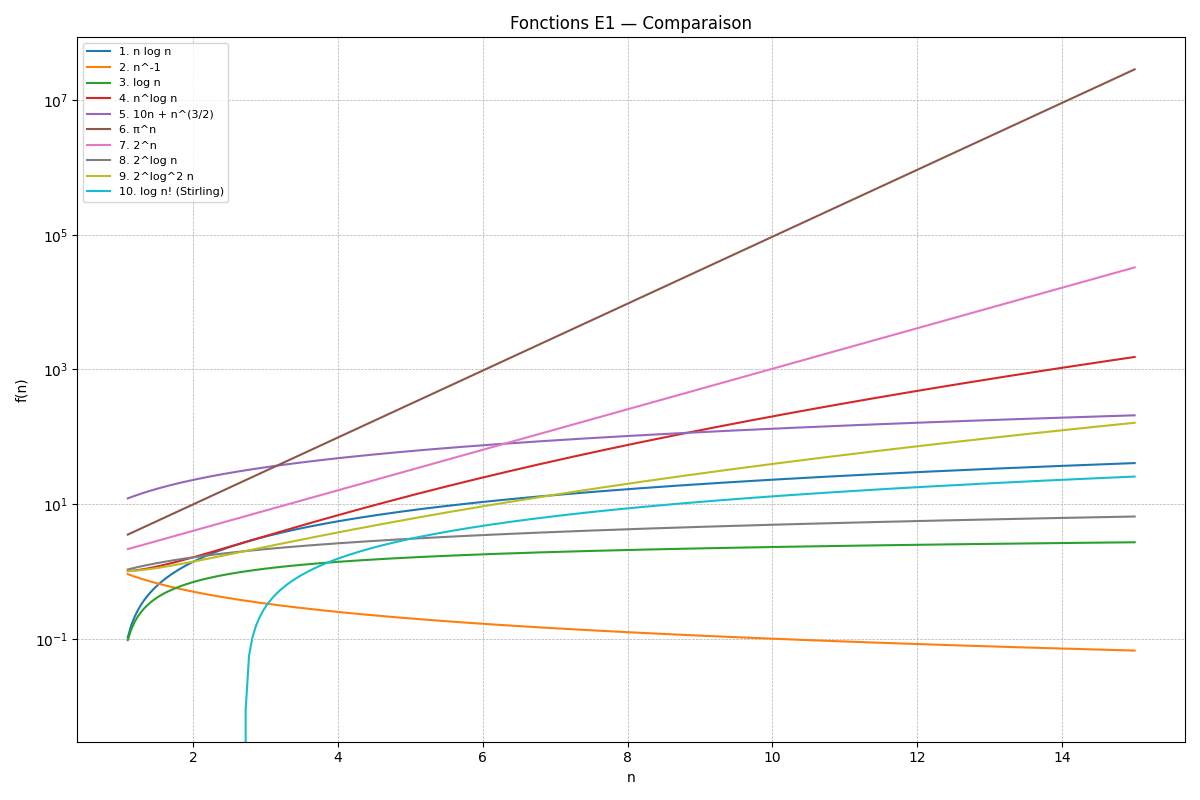 Fonctions E1 — Comparaison
1. n log n
2. n^-1
3. log n
4. n^log n
5. 10n + n^(3/2)
6. π^n
7. 2^n
8. 2^log n
9. 2^log^2 n
10. log n! (Stirling)
10^7
10^5
10^3
10^1
10^−1
f(n)
2 4 6 8 10 12 14
n